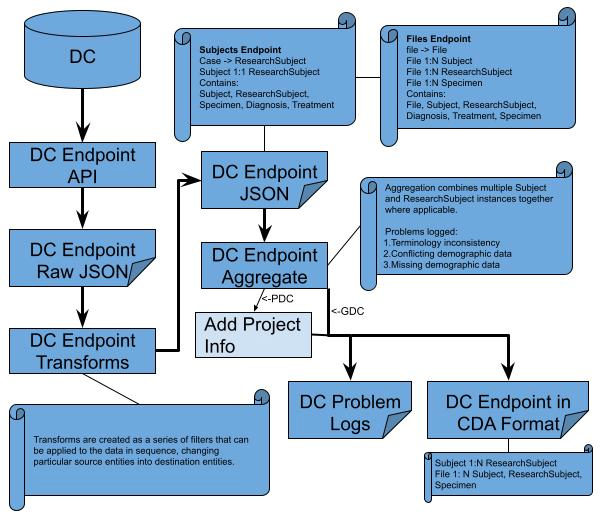 DC
Subjects Endpoint
Case -> ResearchSubject
Subject 1:1 ResearchSubject
Contains:
Subject, ResearchSubject,
Specimen, Diagnosis, Treatment
Files Endpoint
file -> File
File 1:N Subject
File 1:N ResearchSubject
File 1:N Specimen
Contains:
File, Subject, ResearchSubject,
Diagnosis, Treatment, Specimen
DC Endpoint
API
DC Endpoint
JSON
DC Endpoint
Raw JSON
DC Endpoint
Aggregate
Aggregation combines multiple Subject
and ResearchSubject instances together
where applicable.
Problems logged:
1.Terminology inconsistency
2.Conflicting demographic data
3.Missing demographic data
<-PDC
<-GDC
Add Project
Info
DC Endpoint
Transforms
DC Problem
Logs
DC Endpoint in
CDA Format
Transforms are created as a series of filters that can
be applied to the data in sequence, changing
particular source entities into destination entities.
Subject 1:N ResearchSubject
File 1: N Subject, ResearchSubject,
Specimen